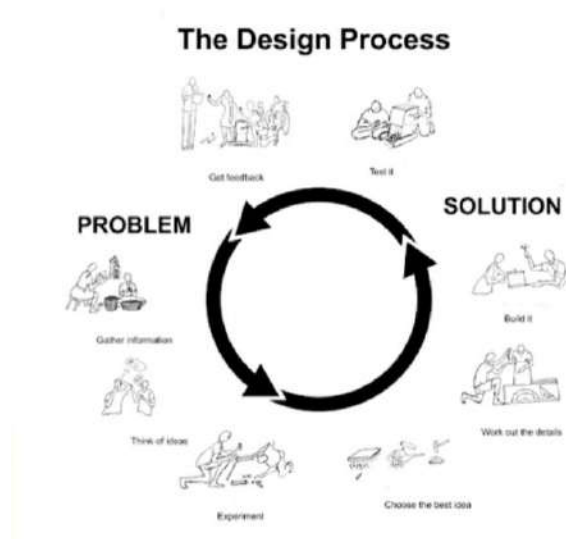 The Design Process
Get feedback
Test it
PROBLEM
SOLUTION
Gather information
Build it
Think of ideas
Work out the details
Experiment
Choose the best idea